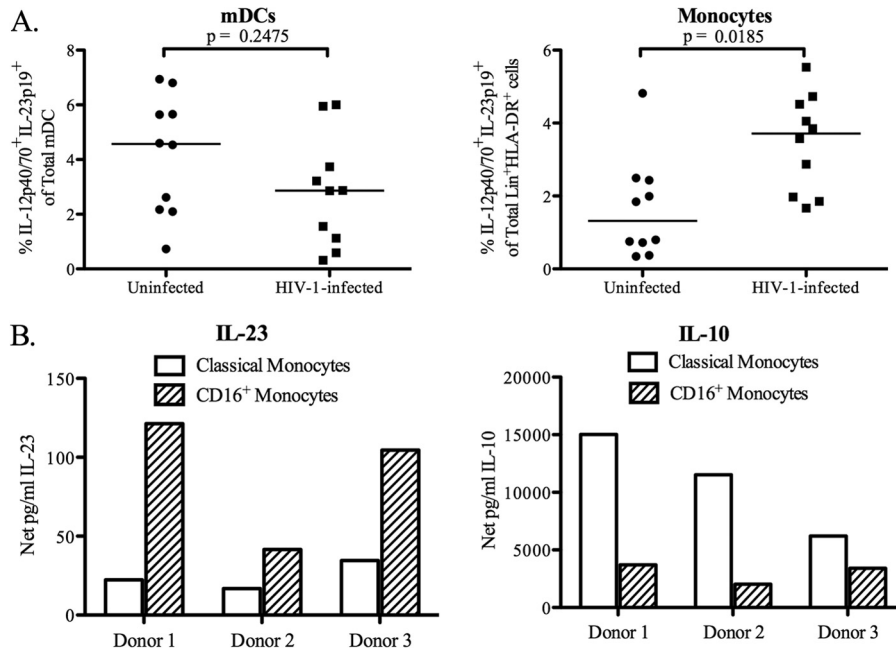 A.
mDCs
p = 0.2475
% IL-12p40/70⁺IL-23p19⁺
of Total mDC
8
6
4
2
0
Uninfected
HIV-1-infected
Monocytes
p = 0.0185
% IL-12p40/70⁺IL-23p19⁺
of Total Lin⁺HLA-DR⁺ cells
6
4
2
0
Uninfected
HIV-1-infected
B.
IL-23
Classical Monocytes
CD16⁺ Monocytes
Net pg/ml IL-23
150
100
50
0
Donor 1
Donor 2
Donor 3
IL-10
Classical Monocytes
CD16⁺ Monocytes
Net pg/ml IL-10
20000
15000
10000
5000
0
Donor 1
Donor 2
Donor 3